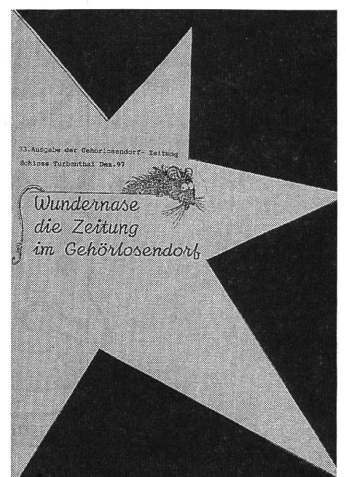 33.Ausgabe der Gehörlosendorf- Zeitung
Schloss Turbenthal Dez.97
Wundernase
die Zeitung
im Gehörlosendorf